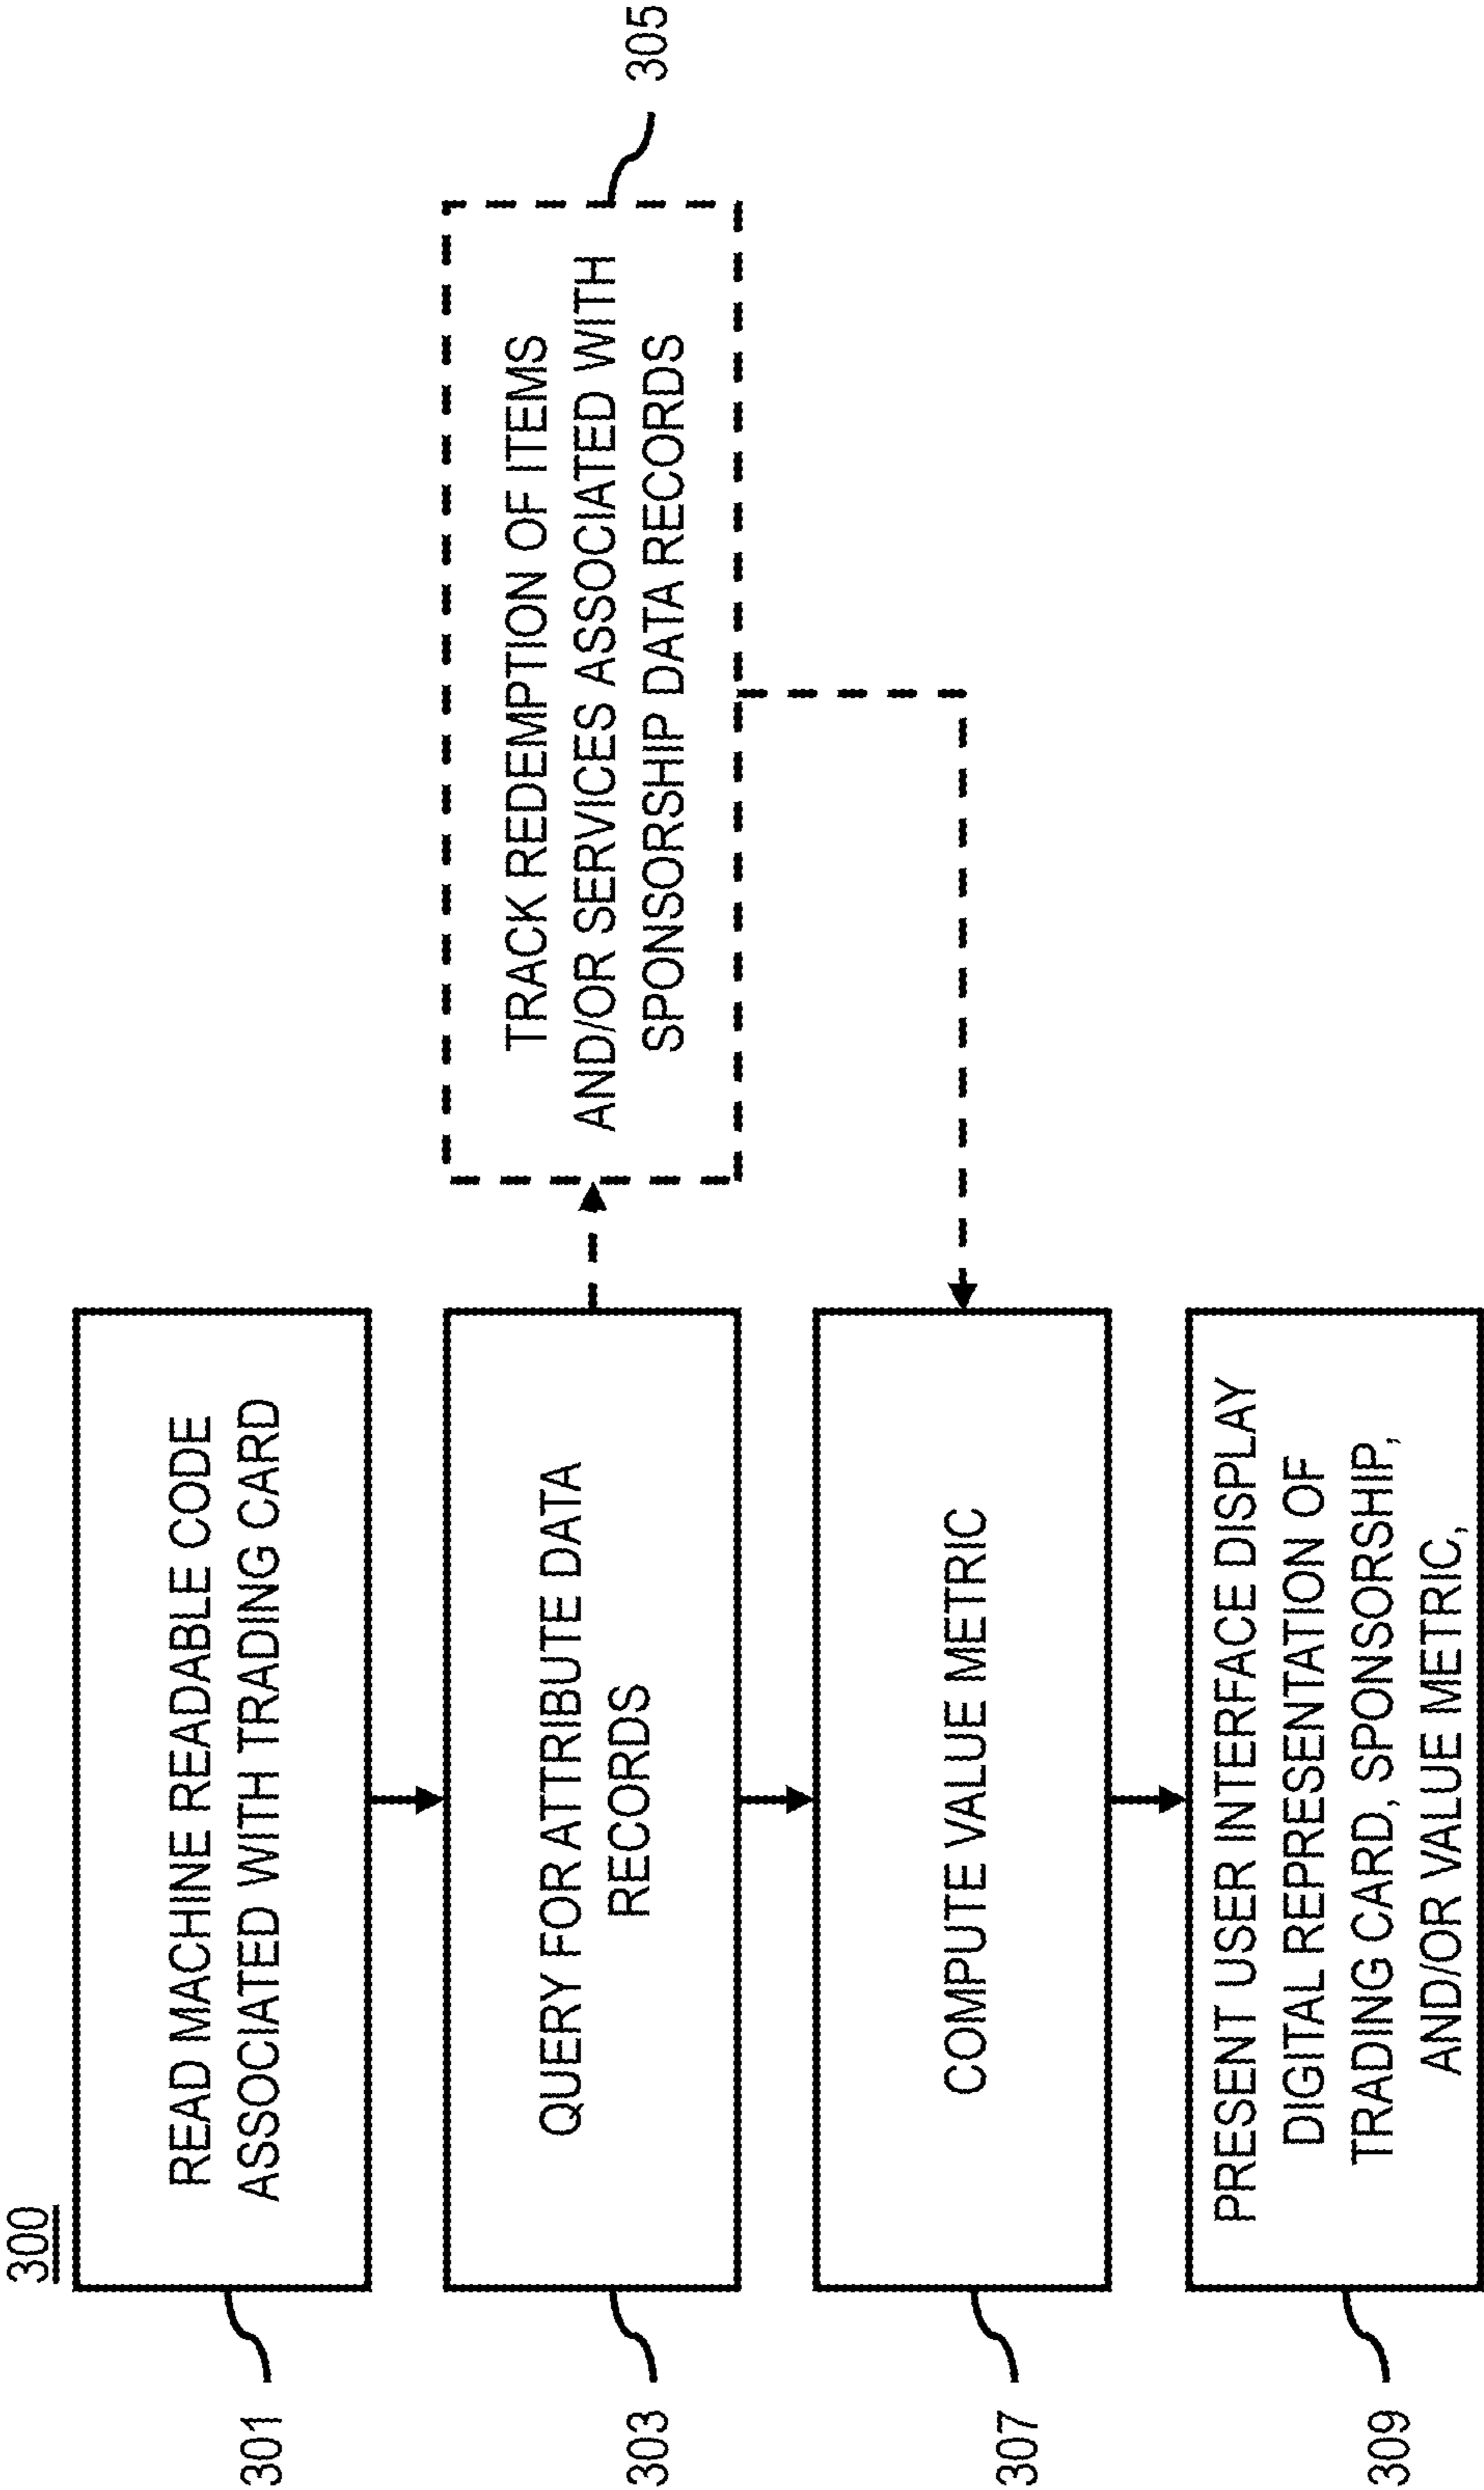 300
READ MACHINE READABLE CODE
ASSOCIATED WITH TRADING CARD
301
QUERY FOR ATTRIBUTE DATA
RECORDS
303
TRACK REDEMPTION OF ITEMS
AND/OR SERVICES ASSOCIATED WITH
SPONSORSHIP DATA RECORDS
305
COMPUTE VALUE METRIC
307
PRESENT USER INTERFACE DISPLAY
DIGITAL REPRESENTATION OF
TRADING CARD, SPONSORSHIP,
AND/OR VALUE METRIC,
309